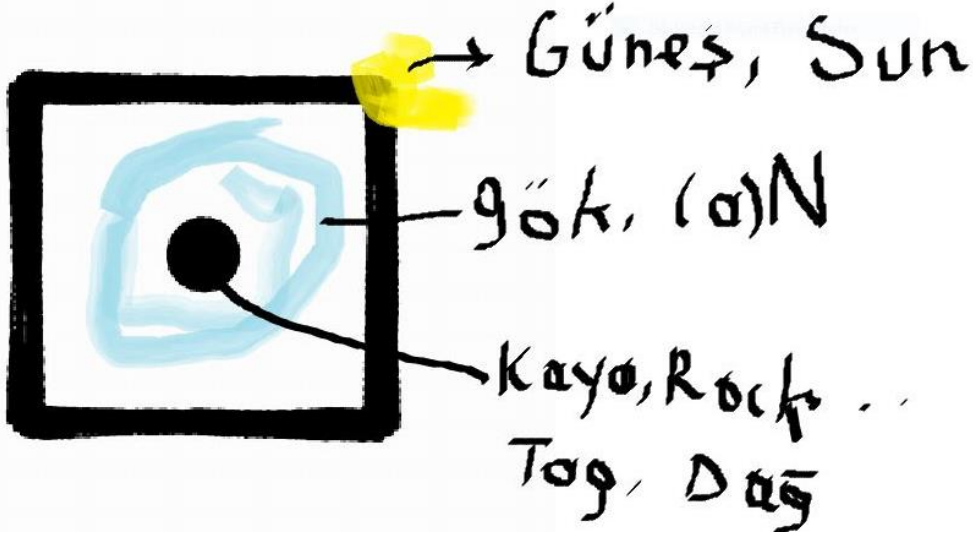 Güneş, Sun
gök, (a)N
Kaya, Rock...
Tag, Dağ